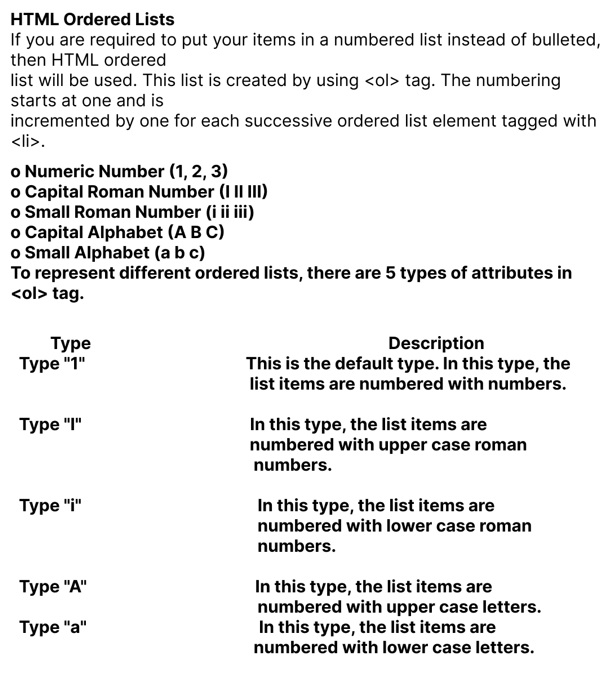 HTML Ordered Lists
If you are required to put your items in a numbered list instead of bulleted,
then HTML ordered
list will be used. This list is created by using <ol> tag. The numbering
starts at one and is
incremented by one for each successive ordered list element tagged with
<li>.
o Numeric Number (1, 2, 3)
o Capital Roman Number (I II III)
o Small Roman Number (i ii iii)
o Capital Alphabet (A B C)
o Small Alphabet (a b c)
To represent different ordered lists, there are 5 types of attributes in
<ol> tag.
Type Description
Type "1" This is the default type. In this type, the
list items are numbered with numbers.
Type "I" In this type, the list items are
numbered with upper case roman
numbers.
Type "i" In this type, the list items are
numbered with lower case roman
numbers.
Type "A" In this type, the list items are
numbered with upper case letters.
Type "a" In this type, the list items are
numbered with lower case letters.